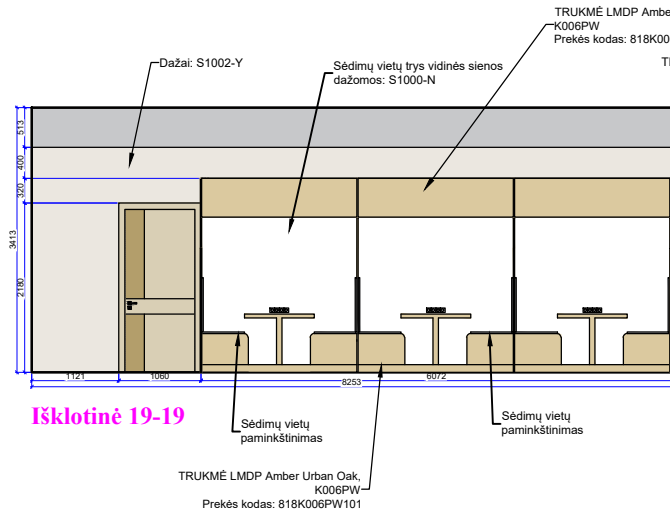 TRUKMĖ LMDP Ambe
K006PW
Prekės kodas: 818K00
Dažai: S1002-Y
Sėdimų vietų trys vidinės sienos
dažomos: S1000-N
513
400
320
3413
2180
1121
1060
6072
8253
Išklotinė 19-19
Sėdimų vietų
paminkštinimas
Sėdimų vietų
paminkštinimas
TRUKMĖ LMDP Amber Urban Oak,
K006PW
Prekės kodas: 818K006PW101